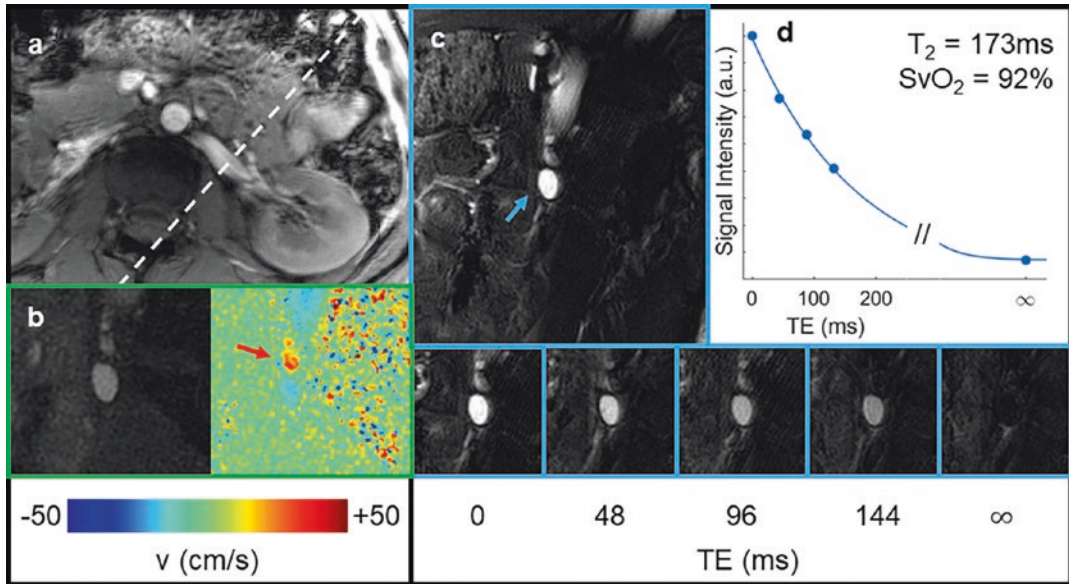 a
b
-50
+50
v (cm/s)
c
d
T₂ = 173ms
SvO₂ = 92%
Signal Intensity (a.u.)
//
0 100 200 ∞
TE (ms)
0 48 96 144 ∞
TE (ms)